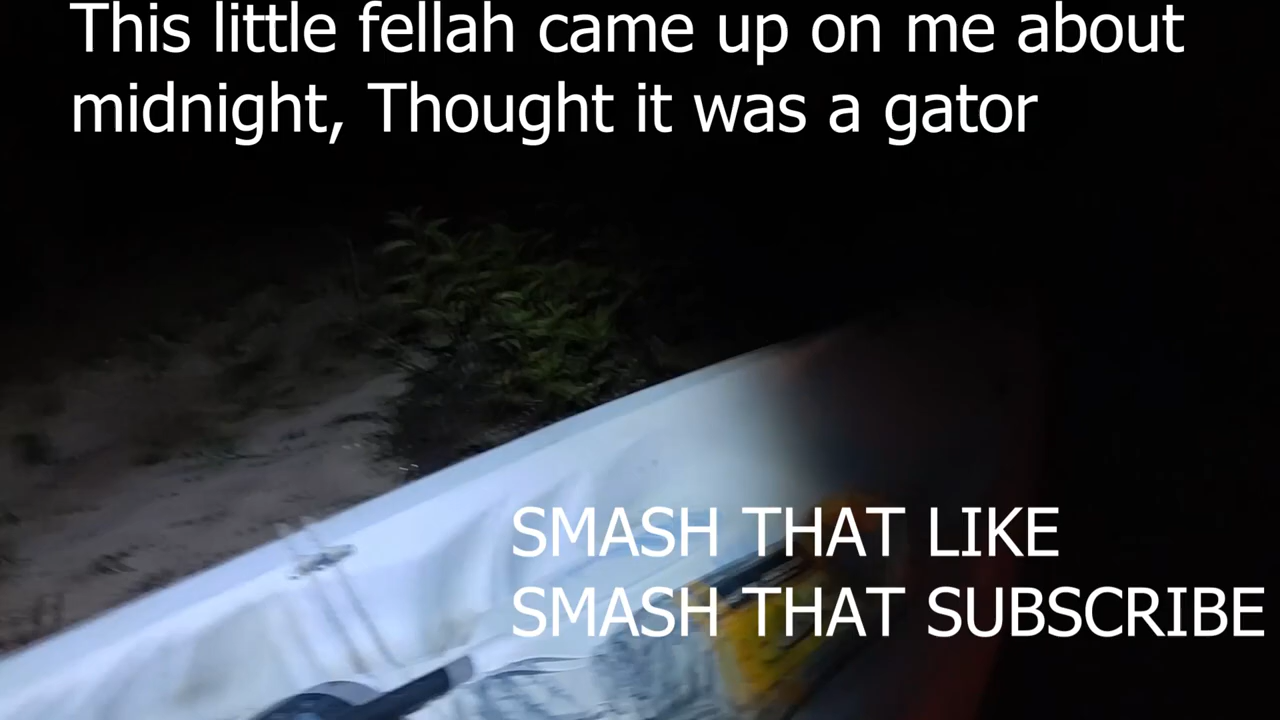 This little fellah came up on me about
midnight, Thought it was a gator
SMASH THAT LIKE
SMASH THAT SUBSCRIBE